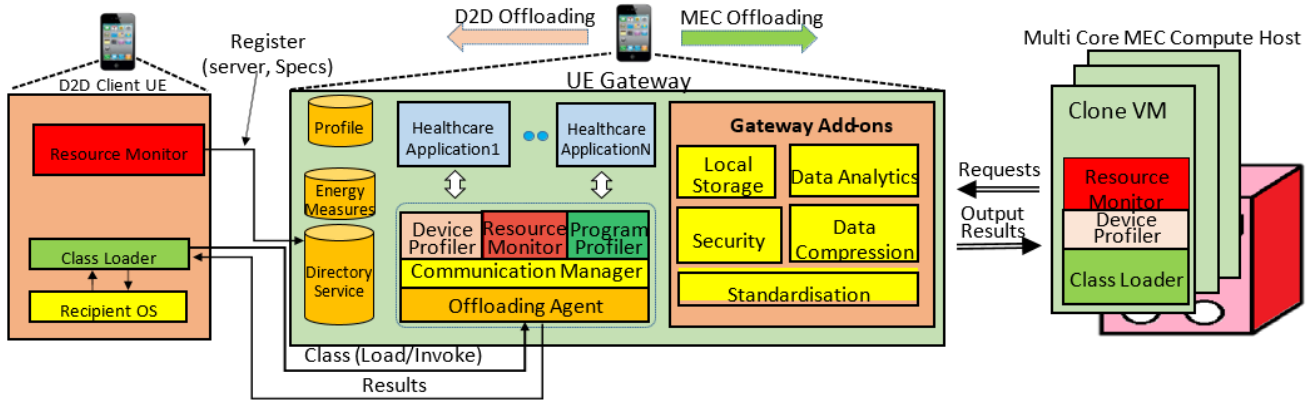 D2D Offloading
MEC Offloading
Register
(server, Specs)
Multi Core MEC Compute Host
D2D Client UE
UE Gateway
Resource Monitor
Class Loader
Recipient OS
Profile
Energy
Measures
Directory
Service
Healthcare
Application1
Healthcare
ApplicationN
Device
Profiler
Resource
Monitor
Program
Profiler
Communication Manager
Offloading Agent
Gateway Add-ons
Local
Storage
Data Analytics
Security
Data
Compression
Standardisation
Requests
Output
Results
Clone VM
Resource
Monitor
Device
Profiler
Class Loader
Class (Load/Invoke)
Results